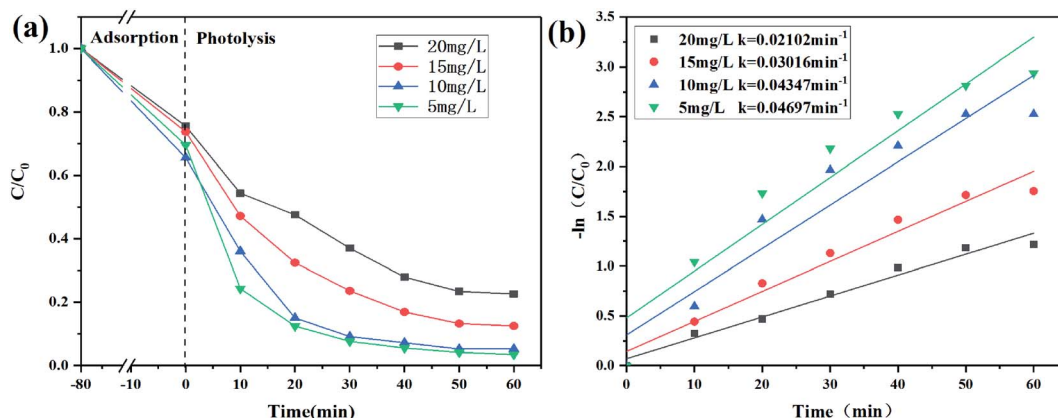 (a)
Adsorption
Photolysis
20mg/L
15mg/L
10mg/L
5mg/L
1.0
0.8
0.6
0.4
0.2
0.0
C/C0
-80 -10 0 10 20 30 40 50 60
Time(min)
(b)
20mg/L k=0.02102min-1
15mg/L k=0.03016min-1
10mg/L k=0.04347min-1
5mg/L k=0.04697min-1
3.5
3.0
2.5
2.0
1.5
1.0
0.5
0.0
-ln（C/C0）
0 10 20 30 40 50 60
Time（min）